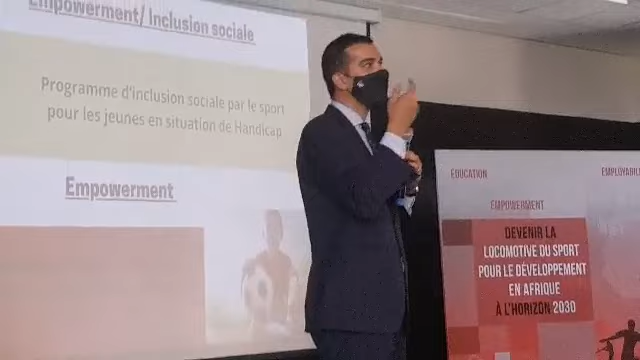 Empowerment/ Inclusion sociale
Programme d'inclusion sociale par le sport
pour les jeunes en situation de Handicap
Empowerment
EDUCATION
EMPLOYABILI
EMPOWERMENT
DEVENIR LA
LOCOMOTIVE DU SPORT
POUR LE DÉVELOPPEMENT
EN AFRIQUE
À L'HORIZON 2030